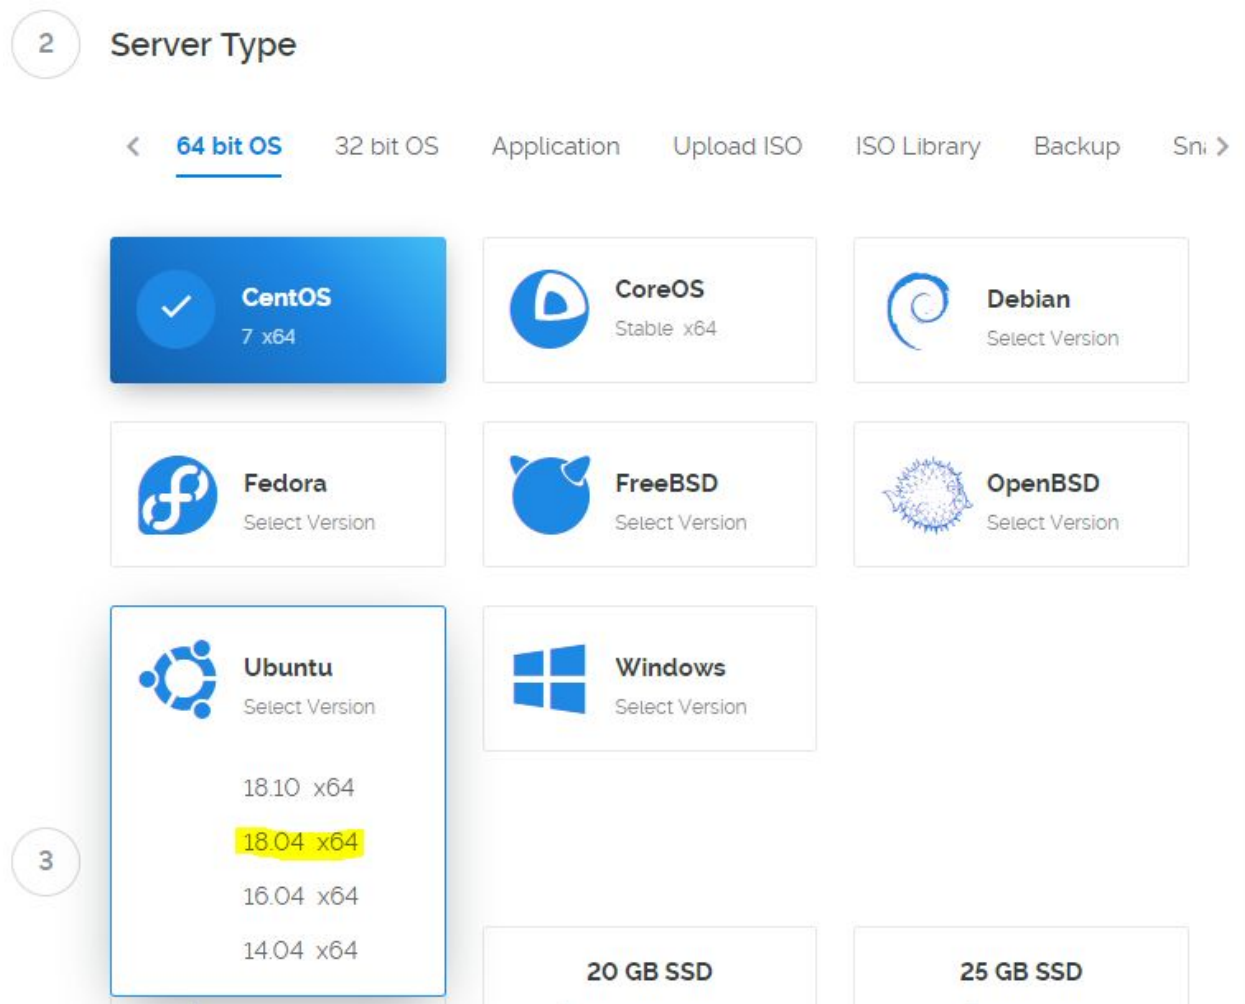 2
Server Type
64 bit OS
32 bit OS
Application
Upload ISO
ISO Library
Backup
CentOS
7 x64
CoreOS
Stable x64
Debian
Select Version
Fedora
Select Version
FreeBSD
Select Version
OpenBSD
Select Version
Ubuntu
Select Version
18.10 x64
18.04 x64
16.04 x64
14.04 x64
Windows
Select Version
3
20 GB SSD
25 GB SSD